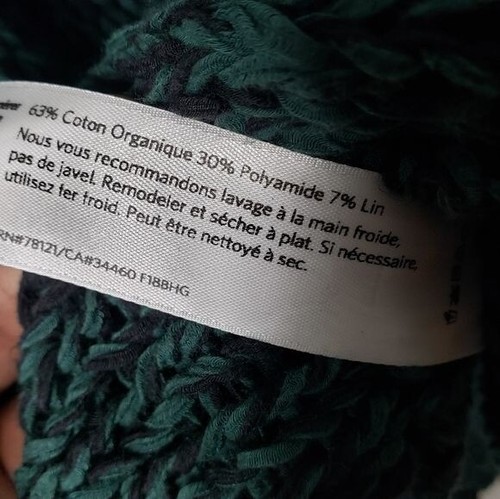 63% Coton Organique 30% Polyamide 7% Lin
Nous vous recommandons lavage à la main froide,
pas de javel. Remodeler et sécher à plat. Si nécessaire,
utilisez fer froid. Peut être nettoyé à sec.
RN#78121/CA#34460 F18BHG